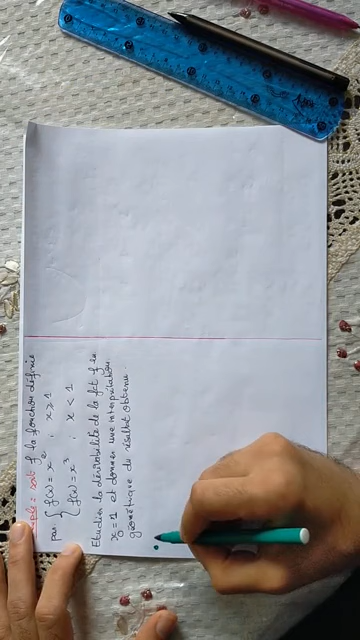 exemple : soit f la fonction définie
par { f(x) = x² ; x ⩾ 1
f(x) = x³ ; x < 1
Etudier la dérivabilité de la fct f en
x = 1 et donner une interprétation
géométrique du résultat obtenu